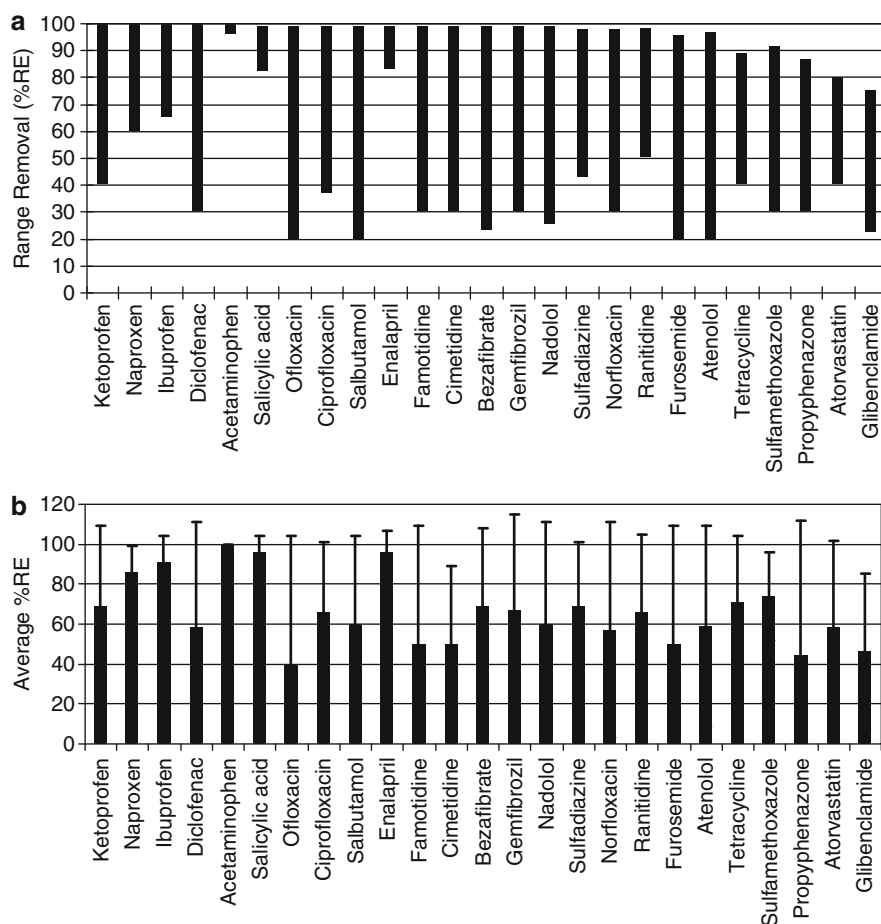 a
Range Removal (%RE)
100
90
80
70
60
50
40
30
20
10
0
Ketoprofen
Naproxen
Ibuprofen
Diclofenac
Acetaminophen
Salicylic acid
Ofloxacin
Ciprofloxacin
Salbutamol
Enalapril
Famotidine
Cimetidine
Bezafibrate
Gemfibrozil
Nadolol
Sulfadiazine
Norfloxacin
Ranitidine
Furosemide
Atenolol
Tetracycline
Sulfamethoxazole
Propyphenazone
Atorvastatin
Glibenclamide
b
Average %RE
120
100
80
60
40
20
0
Ketoprofen
Naproxen
Ibuprofen
Diclofenac
Acetaminophen
Salicylic acid
Ofloxacin
Ciprofloxacin
Salbutamol
Enalapril
Famotidine
Cimetidine
Bezafibrate
Gemfibrozil
Nadolol
Sulfadiazine
Norfloxacin
Ranitidine
Furosemide
Atenolol
Tetracycline
Sulfamethoxazole
Propyphenazone
Atorvastatin
Glibenclamide